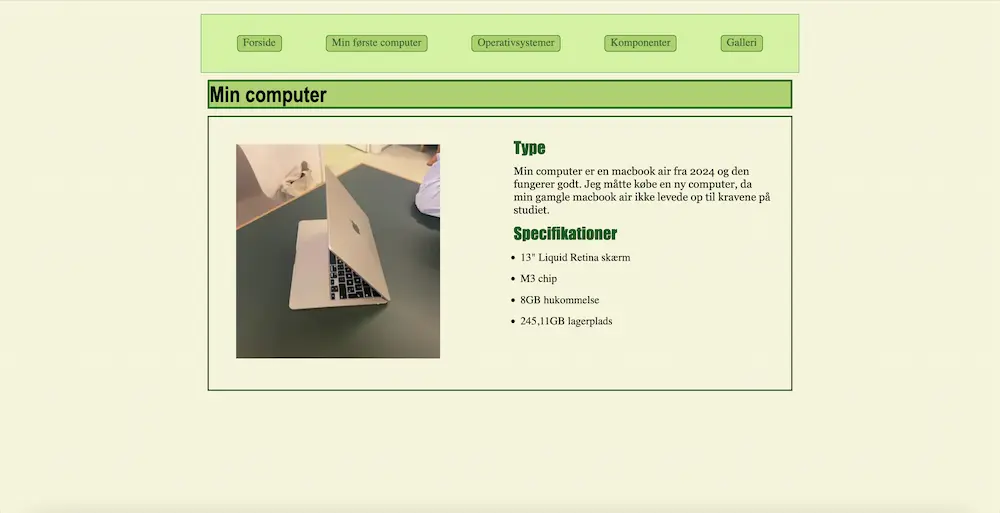 Forside Min første computer Operativsystemer Komponenter Galleri
Min computer
Type
Min computer er en macbook air fra 2024 og den
fungerer godt. Jeg måtte købe en ny computer, da
min gamgle macbook air ikke levede op til kravene på
studiet.
Specifikationer
13" Liquid Retina skærm
M3 chip
8GB hukommelse
245,11GB lagerplads